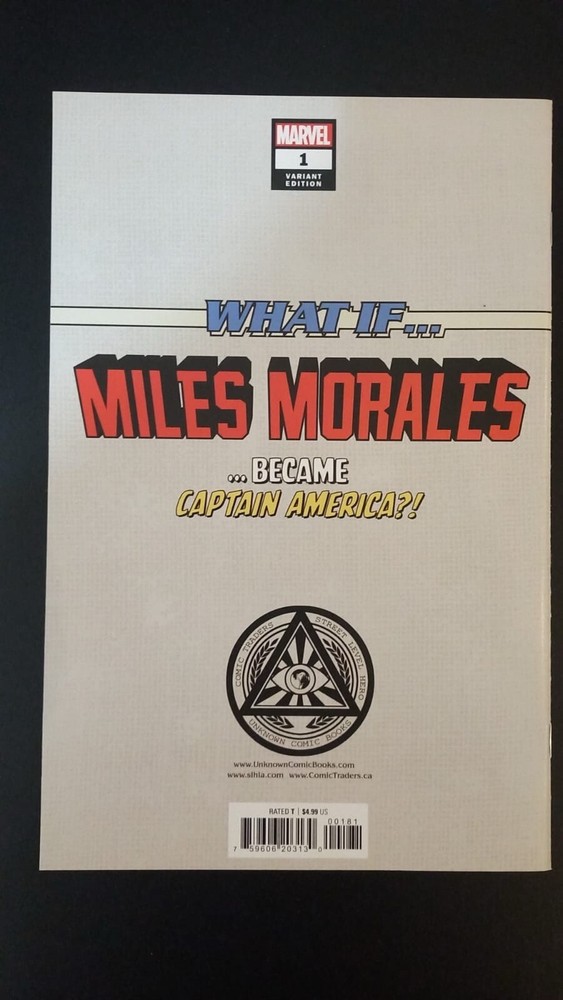 MARVEL
1
VARIANT
EDITION
WHAT IF...
MILES MORALES
...BECAME
CAPTAIN AMERICA?!
COMIC TRADERS
STREET LEVEL HERO
UNKNOWN COMIC BOOKS
www.UnknownComicBooks.com
www.slhla.com www.ComicTraders.ca
RATED T | $4.99 US
00181
7 59606 20313 0